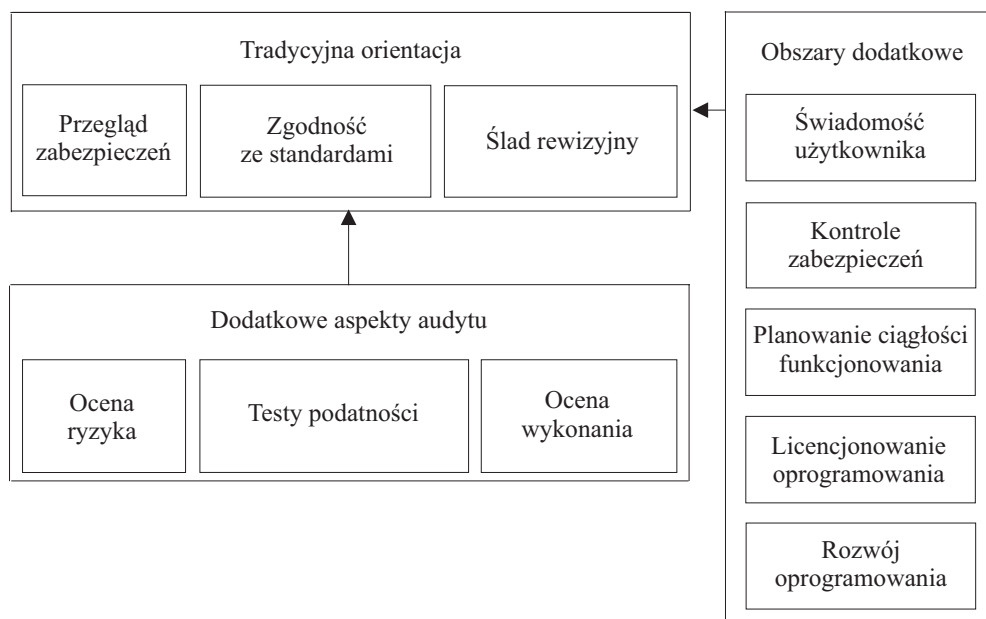 Tradycyjna orientacja
Przegląd
zabezpieczeń
Zgodność
ze standardami
Ślad rewizyjny
Dodatkowe aspekty audytu
Ocena
ryzyka
Testy podatności
Ocena
wykonania
Obszary dodatkowe
Świadomość
użytkownika
Kontrole
zabezpieczeń
Planowanie ciągłości
funkcjonowania
Licencjonowanie
oprogramowania
Rozwój
oprogramowania